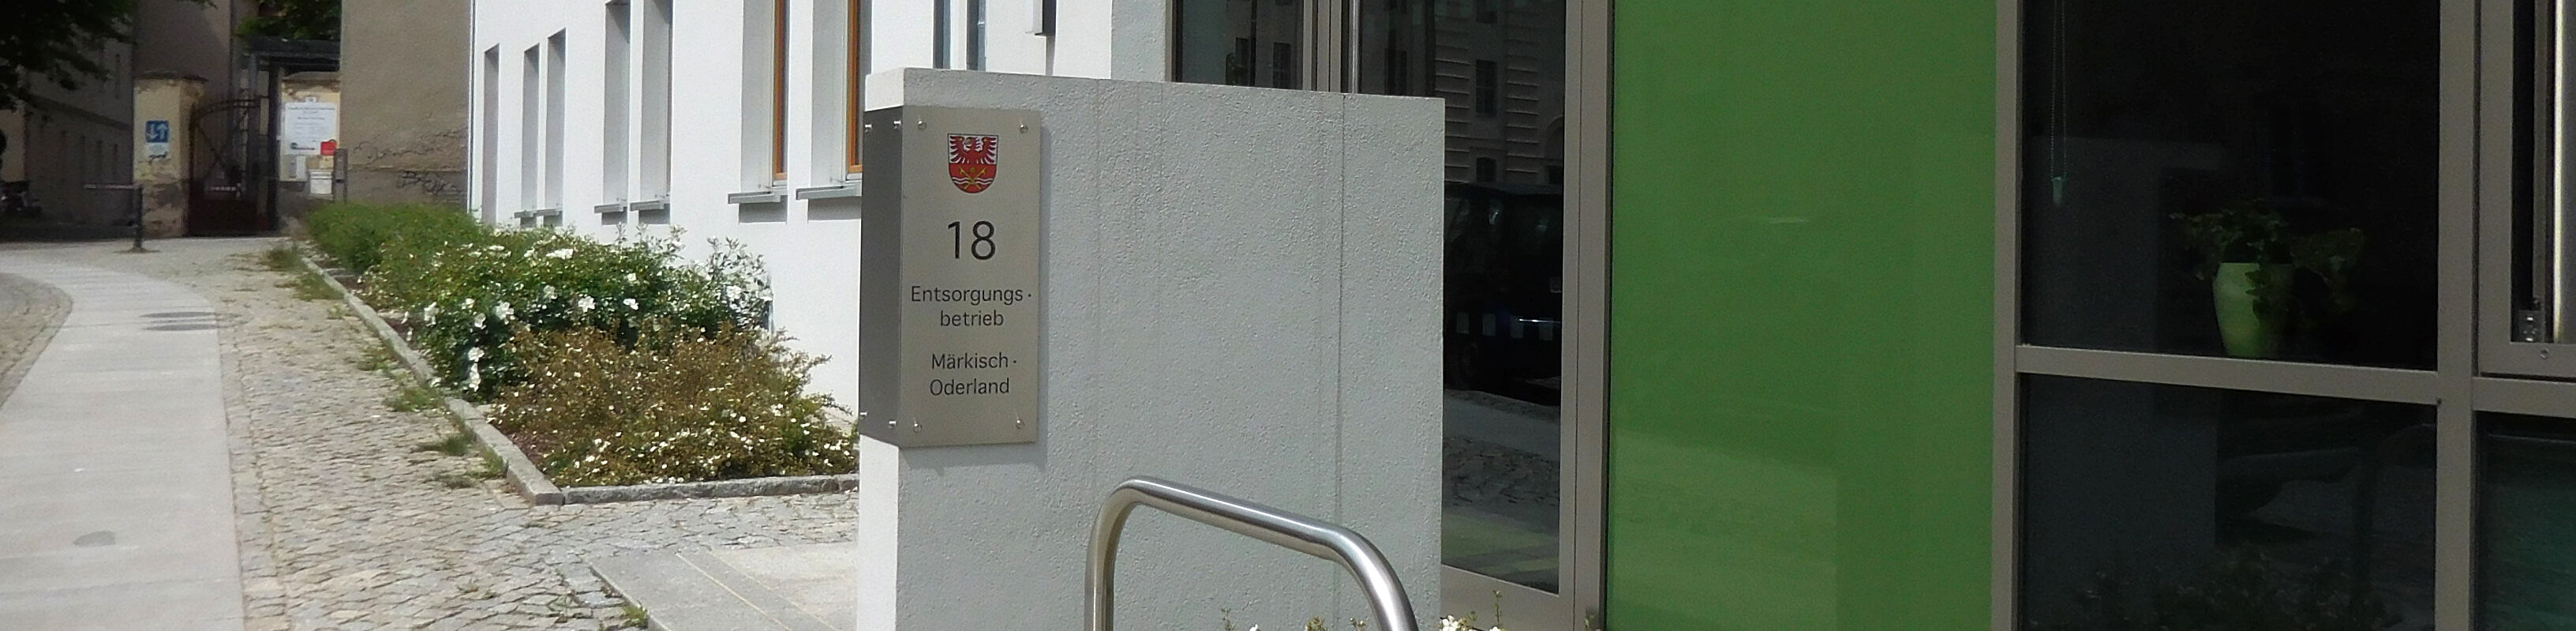 18
Entsorgungs-
betrieb
Märkisch-
Oderland